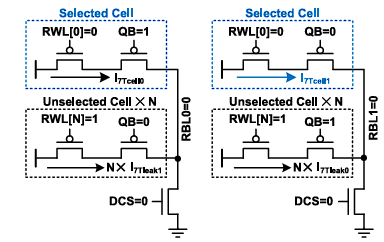 Selected Cell
RWL[0]=0 QB=1
I7Tcell0
Unselected Cell × N
RWL[N]=1 QB=0
N× I7Tleak1
RBL0=0
DCS=0
Selected Cell
RWL[0]=0 QB=0
I7Tcell1
Unselected Cell × N
RWL[N]=1 QB=1
N× I7Tleak0
RBL1=0
DCS=0